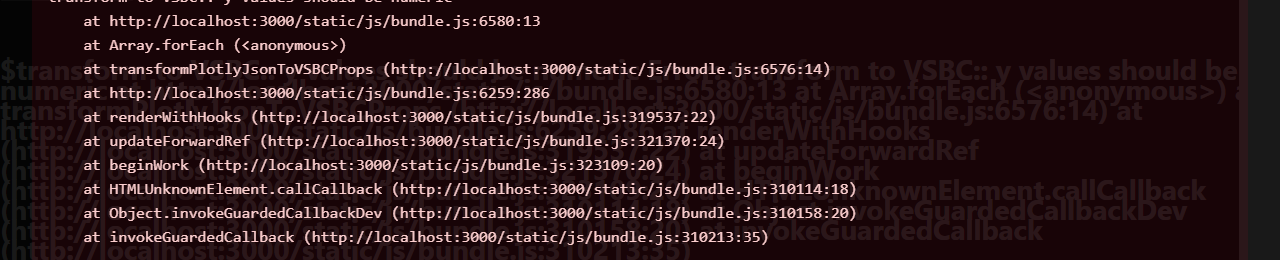 transform to VSBC:: y values should be numeric
at http://localhost:3000/static/js/bundle.js:6580:13
at Array.forEach (<anonymous>)
at transformPlotlyJsonToVSBCProps (http://localhost:3000/static/js/bundle.js:6576:14)
at http://localhost:3000/static/js/bundle.js:6259:286
at renderWithHooks (http://localhost:3000/static/js/bundle.js:319537:22)
at updateForwardRef (http://localhost:3000/static/js/bundle.js:321370:24)
at beginWork (http://localhost:3000/static/js/bundle.js:323109:20)
at HTMLUnknownElement.callCallback (http://localhost:3000/static/js/bundle.js:310114:18)
at Object.invokeGuardedCallbackDev (http://localhost:3000/static/js/bundle.js:310158:20)
at invokeGuardedCallback (http://localhost:3000/static/js/bundle.js:310213:35)